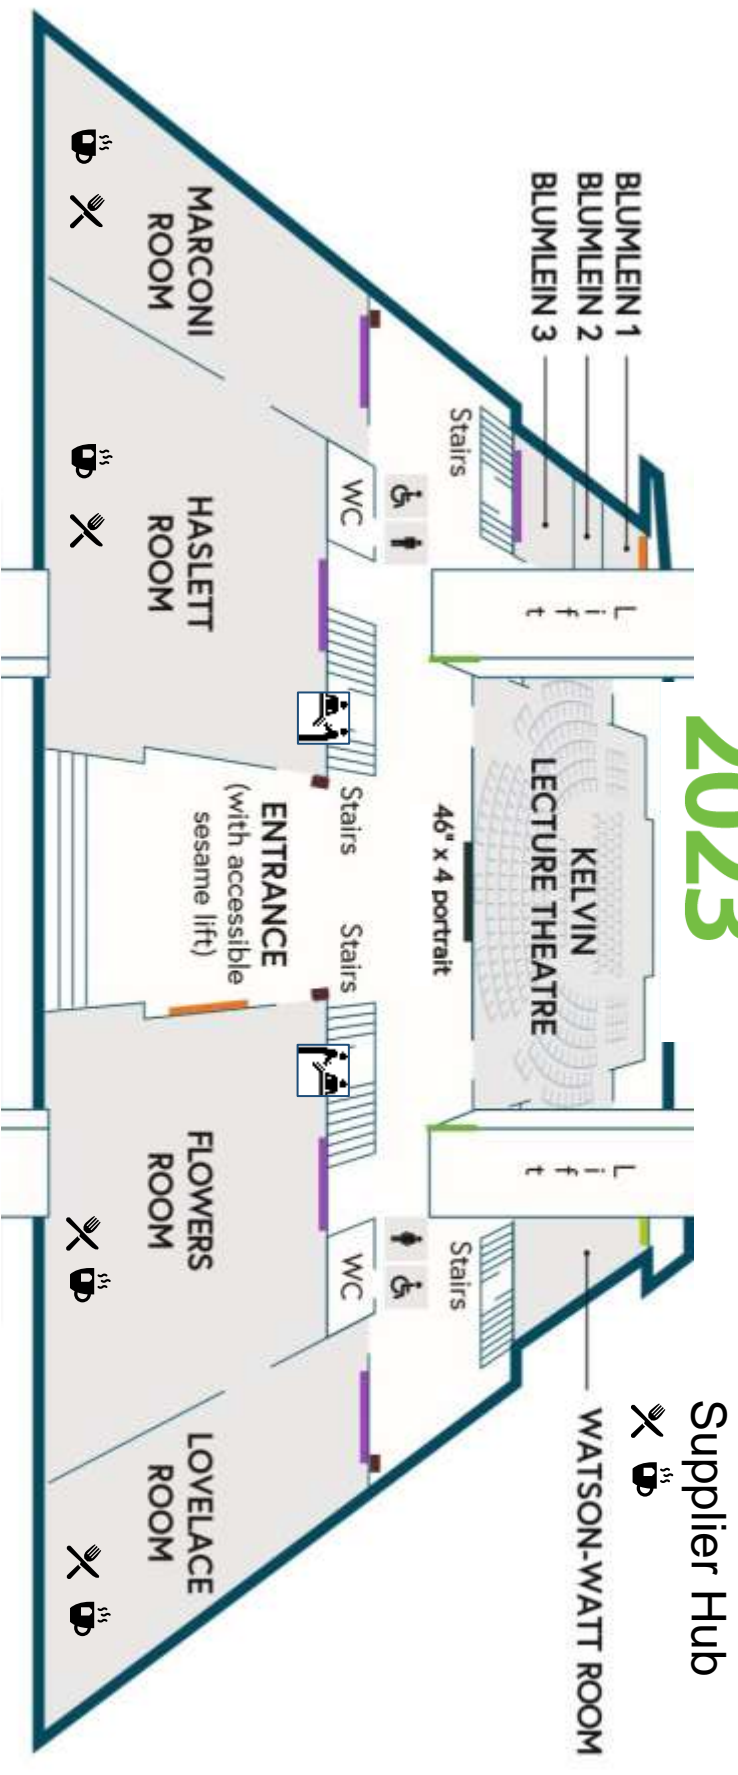 2023
Supplier Hub
BLUMLEIN 1
BLUMLEIN 2
BLUMLEIN 3
WATSON-WATT ROOM
Lift
Lift
KELVIN
LECTURE THEATRE
46" x 4 portrait
Stairs
Stairs
WC
WC
Stairs
Stairs
ENTRANCE
(with accessible
sesame lift)
MARCONI
ROOM
HASLETT
ROOM
FLOWERS
ROOM
LOVELACE
ROOM